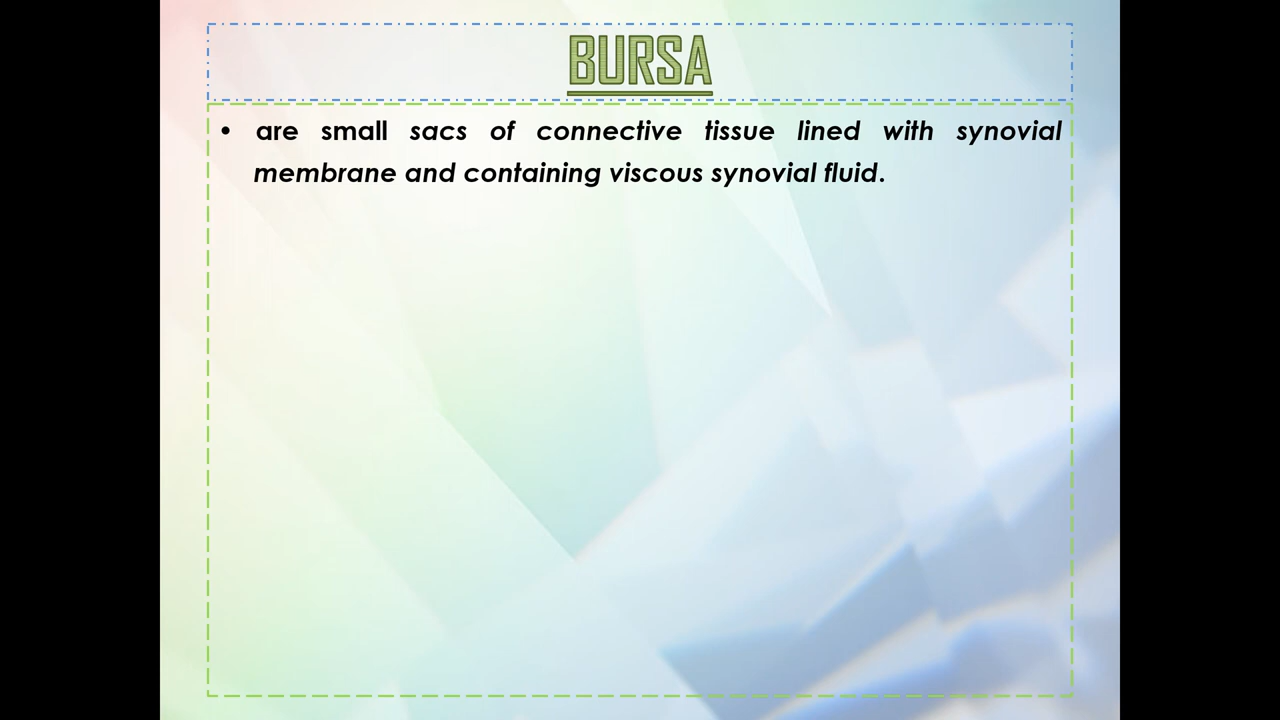 BURSA
• are small sacs of connective tissue lined with synovial
membrane and containing viscous synovial fluid.